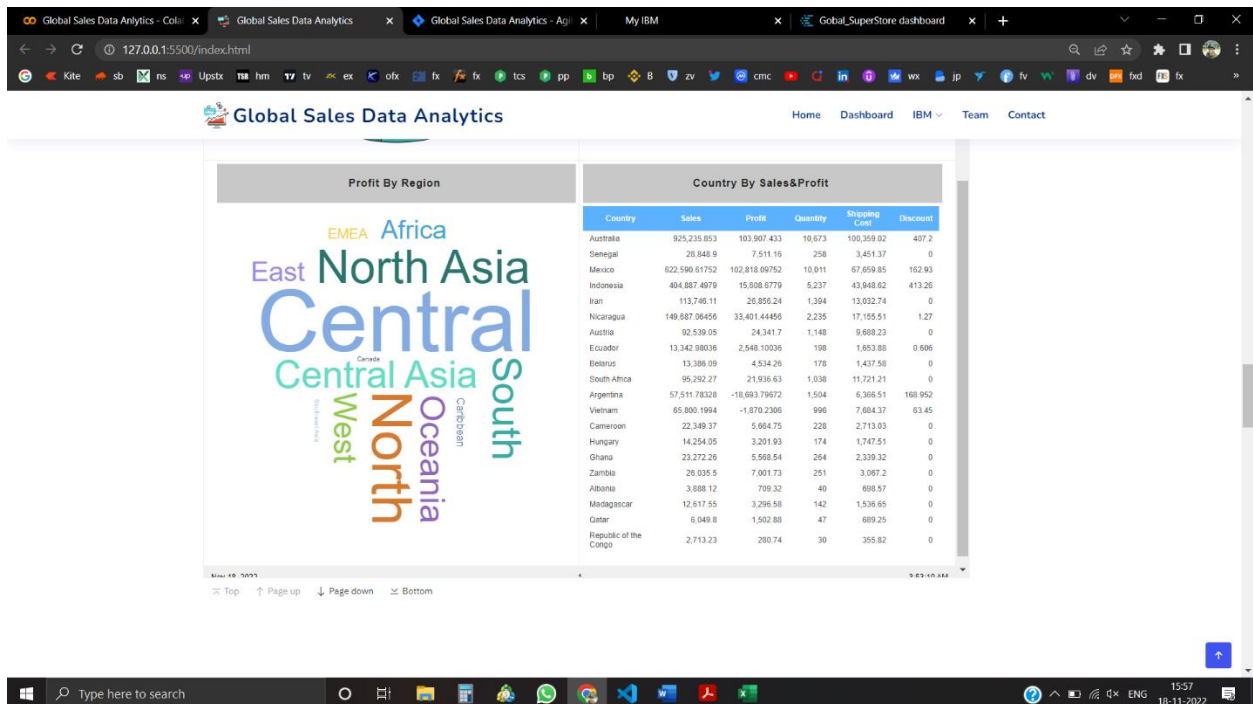 Global Sales Data Anlytics - Colal
Global Sales Data Analytics
Global Sales Data Analytics - Agil
My IBM
Gobal_SuperStore dashboard
127.0.0.1:5500/index.html
Kite sb ns Upstx hm tv ex ofx fx fx tcs pp bp B zv cmc in wx jp fv dv fxd fx »
Global Sales Data Analytics
Home Dashboard IBM Team Contact
Profit By Region
EMEA Africa
East North Asia
Central
Canada
Central Asia
South
Southeast Asia
West
North
Oceania
Caribbean
Country By Sales&Profit
Country Sales Profit Quantity Shipping Cost Discount
Australia 925,235.853 103,907.433 10,673 100,359.02 407.2
Senegal 28,848.9 7,511.16 258 3,451.37 0
Mexico 622,590.61752 102,818.09752 10,011 67,659.85 162.93
Indonesia 404,887.4979 15,608.6779 5,237 43,948.62 413.26
Iran 113,746.11 26,856.24 1,394 13,032.74 0
Nicaragua 149,687.06456 33,401.44456 2,235 17,155.51 1.27
Austria 92,539.05 24,341.7 1,148 9,688.23 0
Ecuador 13,342.98036 2,548.10036 198 1,653.88 0.606
Belarus 13,386.09 4,534.26 178 1,437.58 0
South Africa 95,292.27 21,936.63 1,038 11,721.21 0
Argentina 57,511.78328 -18,693.79672 1,504 6,366.51 168.952
Vietnam 65,800.1994 -1,870.2306 996 7,684.37 63.45
Cameroon 22,349.37 5,664.75 228 2,713.03 0
Hungary 14,254.05 3,201.93 174 1,747.51 0
Ghana 23,272.26 5,568.54 264 2,339.32 0
Zambia 26,035.5 7,001.73 251 3,067.2 0
Albania 3,888.12 709.32 40 698.57 0
Madagascar 12,617.55 3,296.58 142 1,536.65 0
Qatar 6,049.8 1,502.88 47 689.25 0
Republic of the Congo 2,713.23 280.74 30 355.82 0
Nov 18, 2022 1 3:53:10 AM
Top Page up Page down Bottom
Type here to search
ENG
15:57
18-11-2022